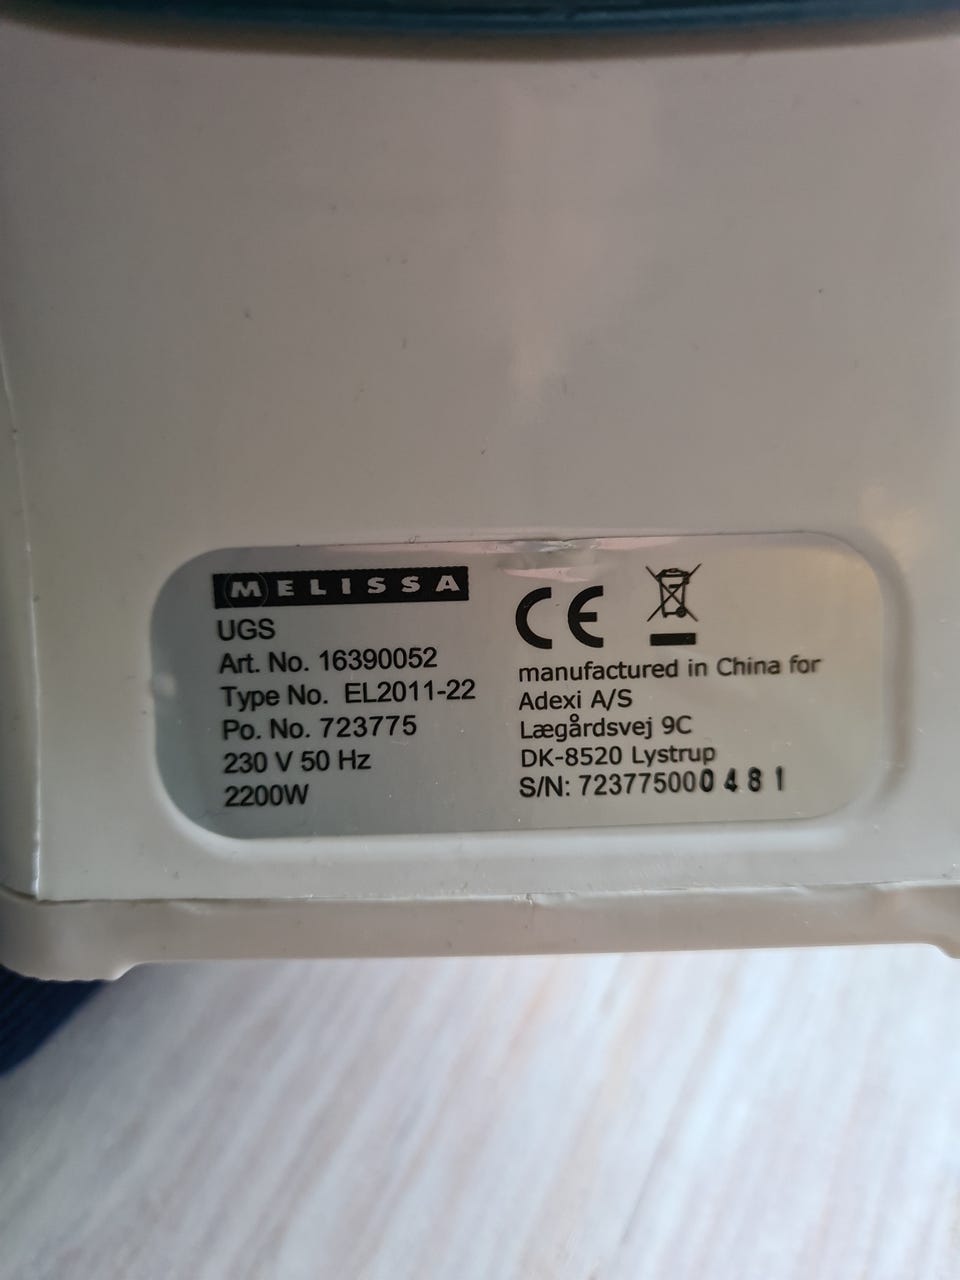 MELISSA
UGS
Art. No. 16390052
Type No. EL2011-22
Po. No. 723775
230 V 50 Hz
2200W
CE
manufactured in China for
Adexi A/S
Lægårdsvej 9C
DK-8520 Lystrup
S/N: 723775000481